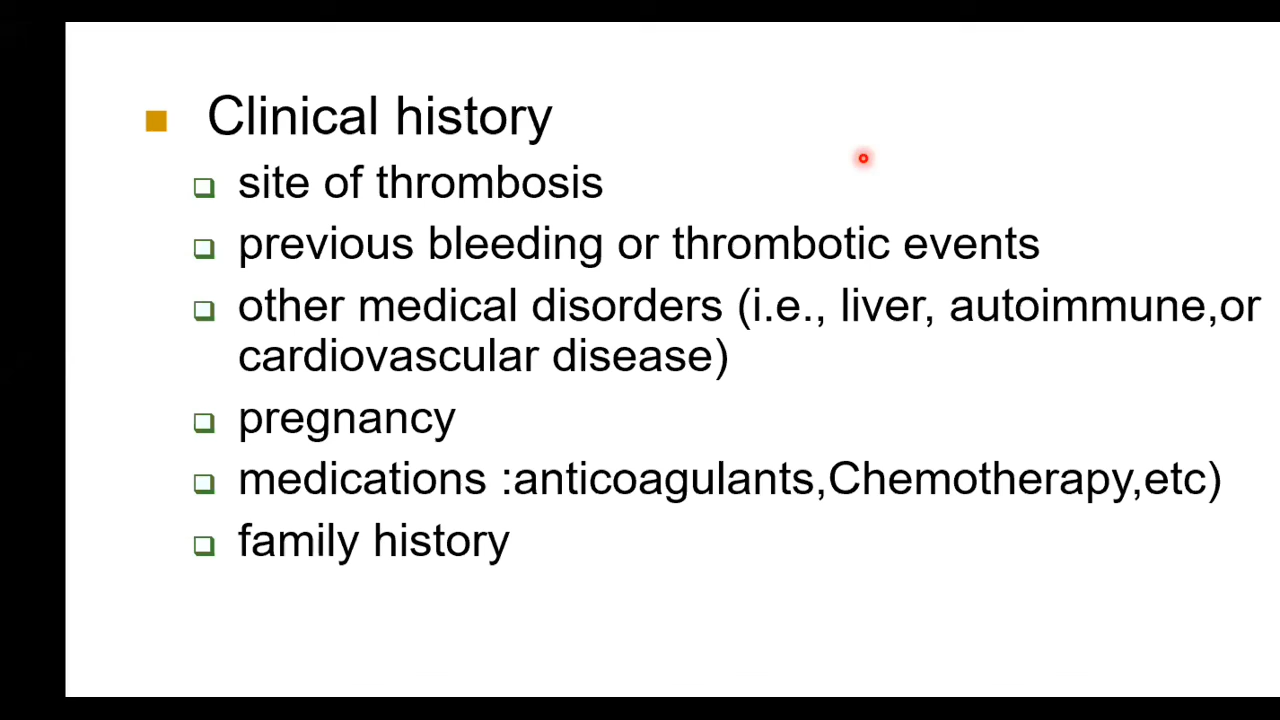 Clinical history
site of thrombosis
previous bleeding or thrombotic events
other medical disorders (i.e., liver, autoimmune,or
cardiovascular disease)
pregnancy
medications :anticoagulants,Chemotherapy,etc)
family history